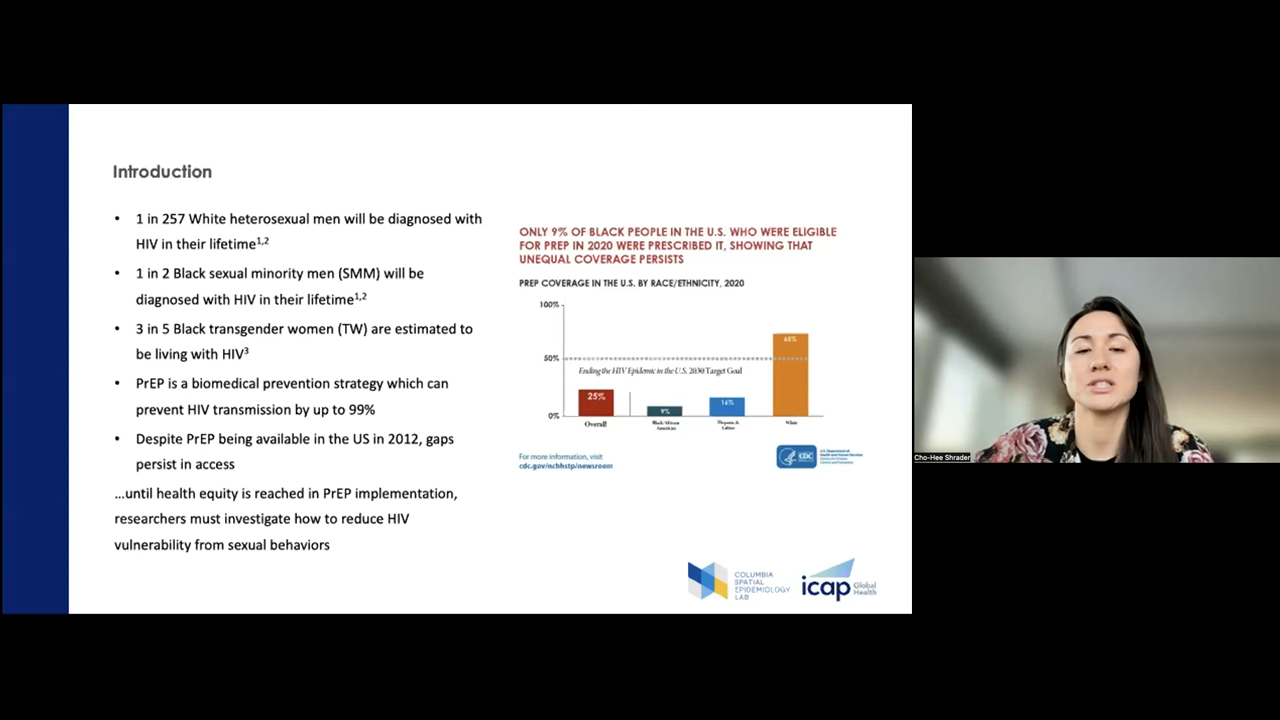 Introduction
• 1 in 257 White heterosexual men will be diagnosed with
HIV in their lifetime1,2
• 1 in 2 Black sexual minority men (SMM) will be
diagnosed with HIV in their lifetime1,2
• 3 in 5 Black transgender women (TW) are estimated to
be living with HIV3
• PrEP is a biomedical prevention strategy which can
prevent HIV transmission by up to 99%
• Despite PrEP being available in the US in 2012, gaps
persist in access
…until health equity is reached in PrEP implementation,
researchers must investigate how to reduce HIV
vulnerability from sexual behaviors
ONLY 9% OF BLACK PEOPLE IN THE U.S. WHO WERE ELIGIBLE
FOR PREP IN 2020 WERE PRESCRIBED IT, SHOWING THAT
UNEQUAL COVERAGE PERSISTS
PREP COVERAGE IN THE U.S. BY RACE/ETHNICITY, 2020
100%
50%
0%
Ending the HIV Epidemic in the U.S. 2030 Target Goal
25%
9%
16%
65%
Overall
Black/African
American
Hispanic &
Latino
White
For more information, visit
cdc.gov/nchhstp/newsroom
CDC
COLUMBIA
SPATIAL
EPIDEMIOLOGY
LAB
icap
Global
Health
Cho-Hee Shrader